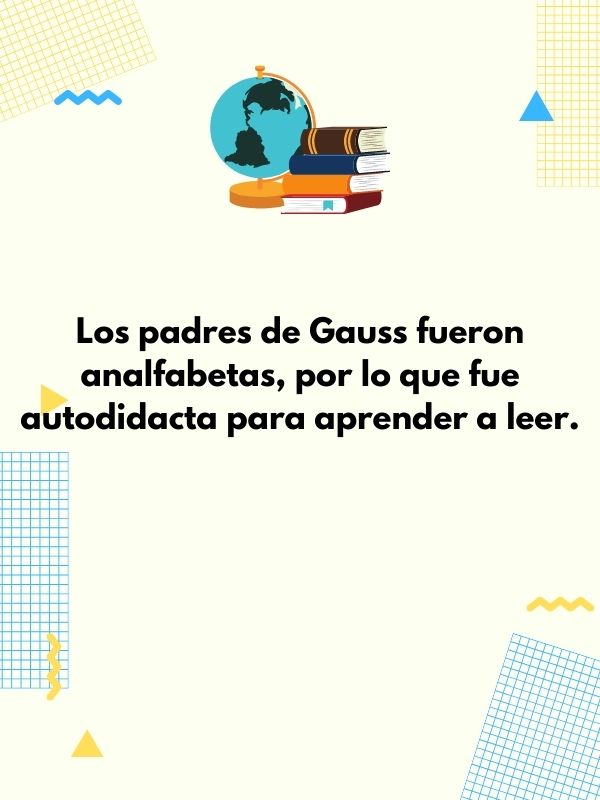 Los padres de Gauss fueron
analfabetas, por lo que fue
autodidacta para aprender a leer.